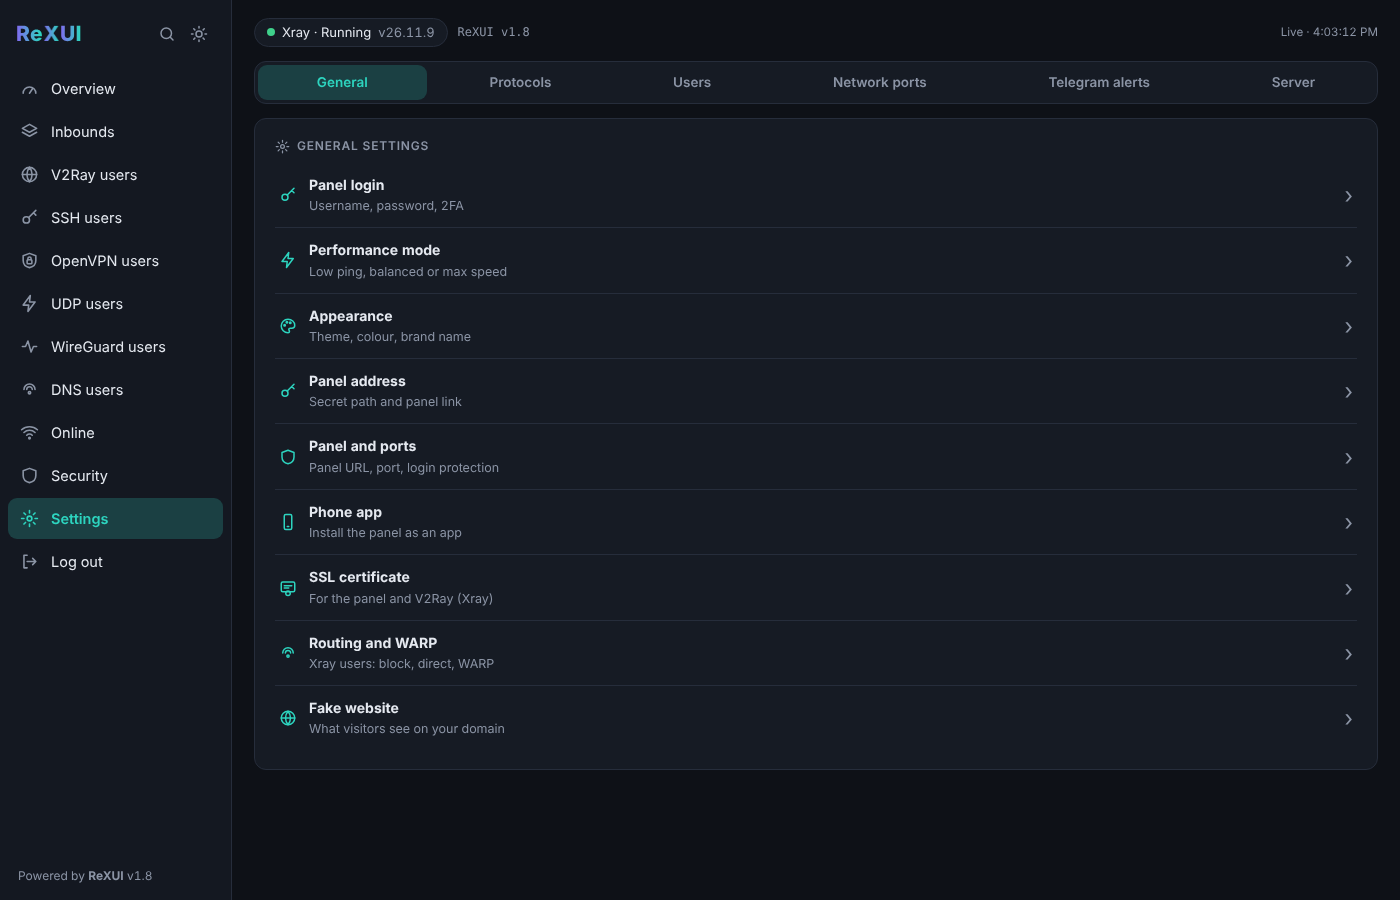 ReXUI
Overview
Inbounds
V2Ray users
SSH users
OpenVPN users
UDP users
WireGuard users
DNS users
Online
Security
Settings
Log out
Powered by ReXUI v1.8
Xray · Running v26.11.9
ReXUI v1.8
Live · 4:03:12 PM
General
Protocols
Users
Network ports
Telegram alerts
Server
GENERAL SETTINGS
Panel login
Username, password, 2FA
Performance mode
Low ping, balanced or max speed
Appearance
Theme, colour, brand name
Panel address
Secret path and panel link
Panel and ports
Panel URL, port, login protection
Phone app
Install the panel as an app
SSL certificate
For the panel and V2Ray (Xray)
Routing and WARP
Xray users: block, direct, WARP
Fake website
What visitors see on your domain